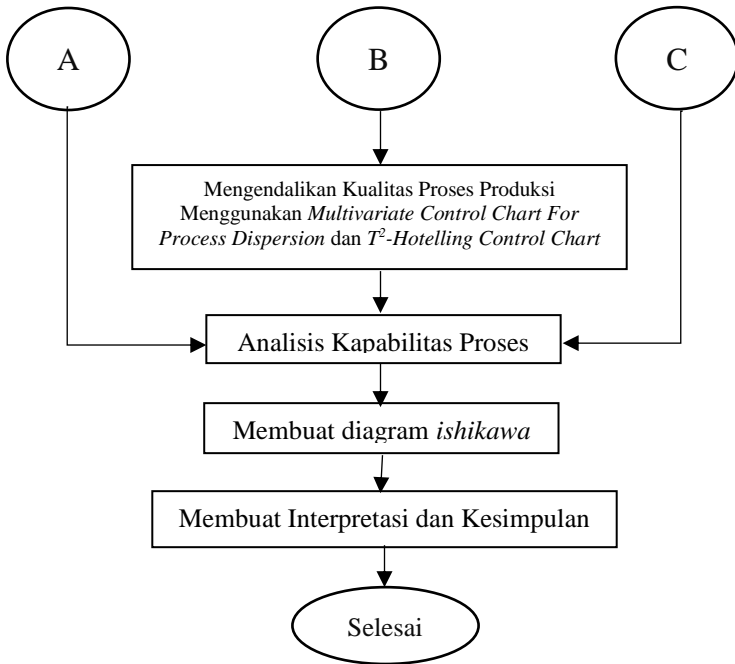 A
B
C
Mengendalikan Kualitas Proses Produksi
Menggunakan Multivariate Control Chart For
Process Dispersion dan T²-Hotelling Control Chart
Analisis Kapabilitas Proses
Membuat diagram ishikawa
Membuat Interpretasi dan Kesimpulan
Selesai